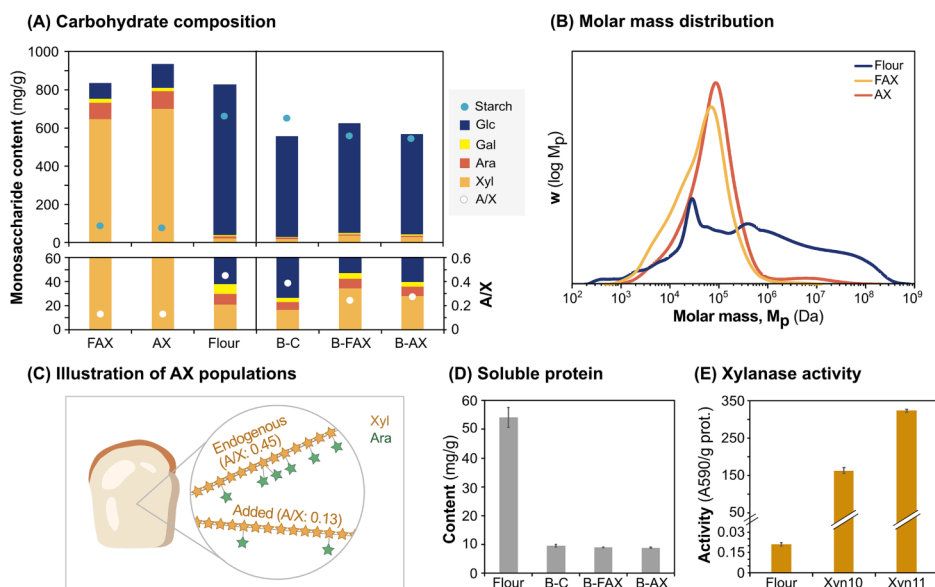 (A) Carbohydrate composition
Monosaccharide content (mg/g)
1000
800
600
400
200
0
60
40
20
0
0.6
0.4
0.2
0
A/X
FAX AX Flour B-C B-FAX B-AX
Starch
Glc
Gal
Ara
Xyl
A/X
(B) Molar mass distribution
w (log Mp)
Flour
FAX
AX
10² 10³ 10⁴ 10⁵ 10⁶ 10⁷ 10⁸ 10⁹
Molar mass, Mp (Da)
(C) Illustration of AX populations
Xyl
Ara
Endogenous
(A/X: 0.45)
Added (A/X: 0.13)
(D) Soluble protein
Content (mg/g)
60
50
40
30
20
10
0
Flour B-C B-FAX B-AX
(E) Xylanase activity
Activity (A590/g prot.)
350
300
150
50
0.03
0.15
0
Flour Xyn10 Xyn11